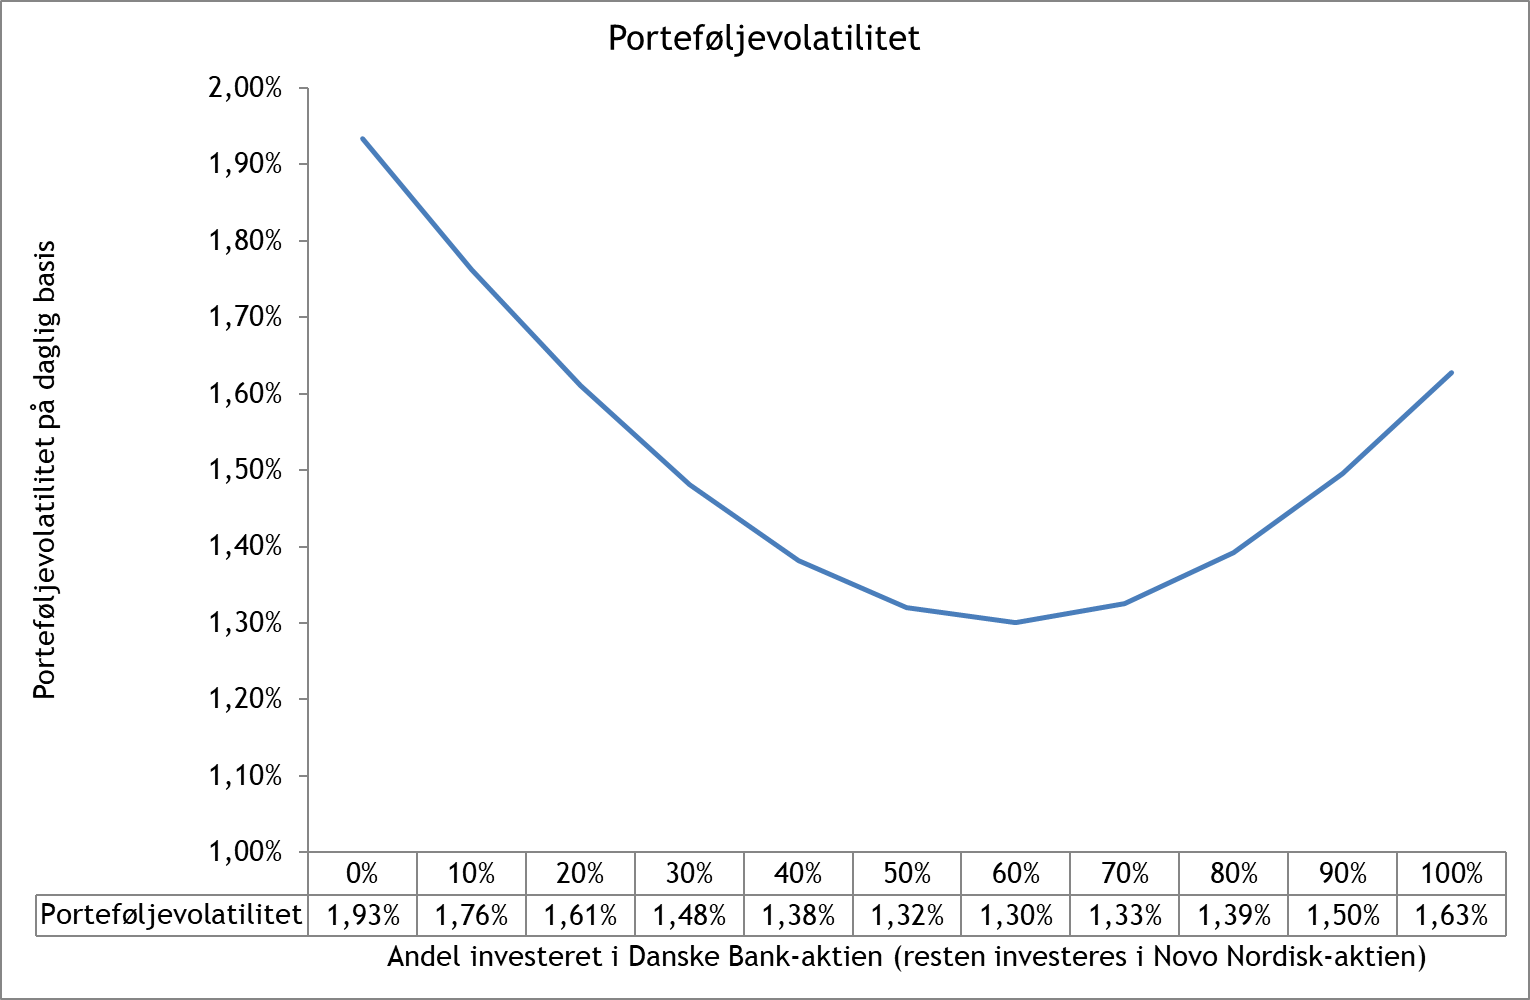 Porteføljevolatilitet
Porteføljevolatilitet på daglig basis
2,00%
1,90%
1,80%
1,70%
1,60%
1,50%
1,40%
1,30%
1,20%
1,10%
1,00%
0% 10% 20% 30% 40% 50% 60% 70% 80% 90% 100%
Porteføljevolatilitet 1,93% 1,76% 1,61% 1,48% 1,38% 1,32% 1,30% 1,33% 1,39% 1,50% 1,63%
Andel investeret i Danske Bank-aktien (resten investeres i Novo Nordisk-aktien)